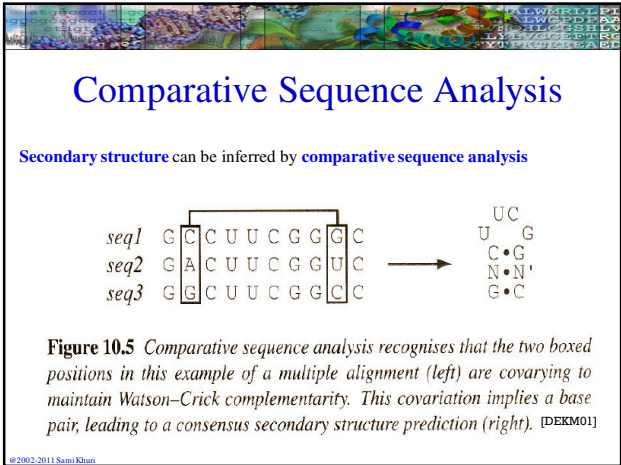 ALWMRLLPL
Comparative Sequence Analysis
Secondary structure can be inferred by comparative sequence analysis
seq1 G C C U U C G G G C
seq2 G A C U U C G G U C
seq3 G G C U U C G G C C
UC
U G
C•G
N•N'
G•C
Figure 10.5 Comparative sequence analysis recognises that the two boxed
positions in this example of a multiple alignment (left) are covarying to
maintain Watson–Crick complementarity. This covariation implies a base
pair, leading to a consensus secondary structure prediction (right). [DEKM01]
@2002-2011 Sami Khuri